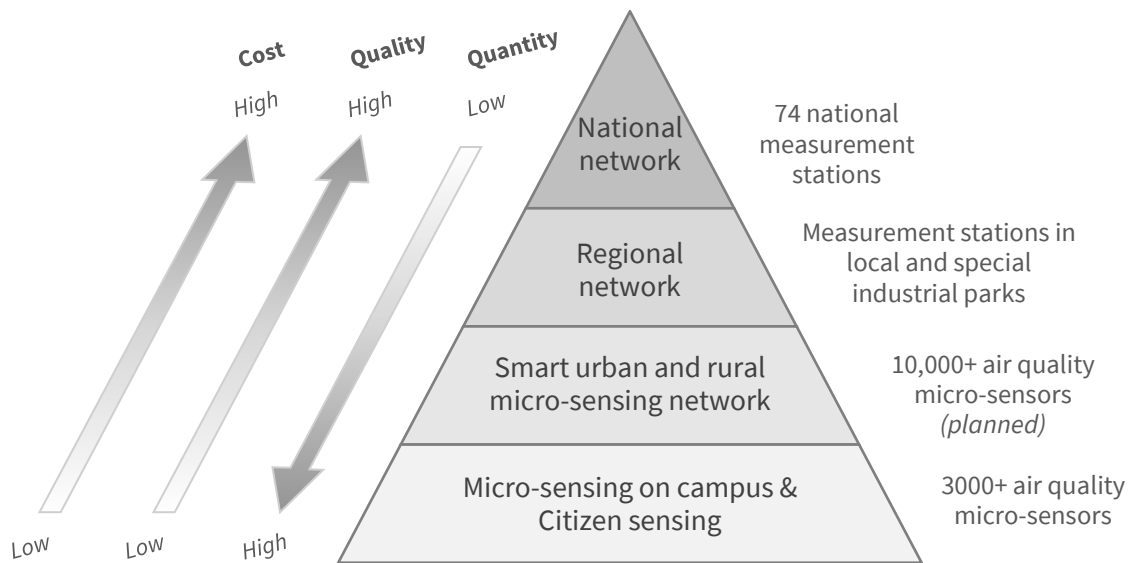 Cost
Quality
Quantity
High
High
Low
Low
Low
High
National
network
74 national
measurement
stations
Regional
network
Measurement stations in
local and special
industrial parks
Smart urban and rural
micro-sensing network
10,000+ air quality
micro-sensors
(planned)
Micro-sensing on campus &
Citizen sensing
3000+ air quality
micro-sensors